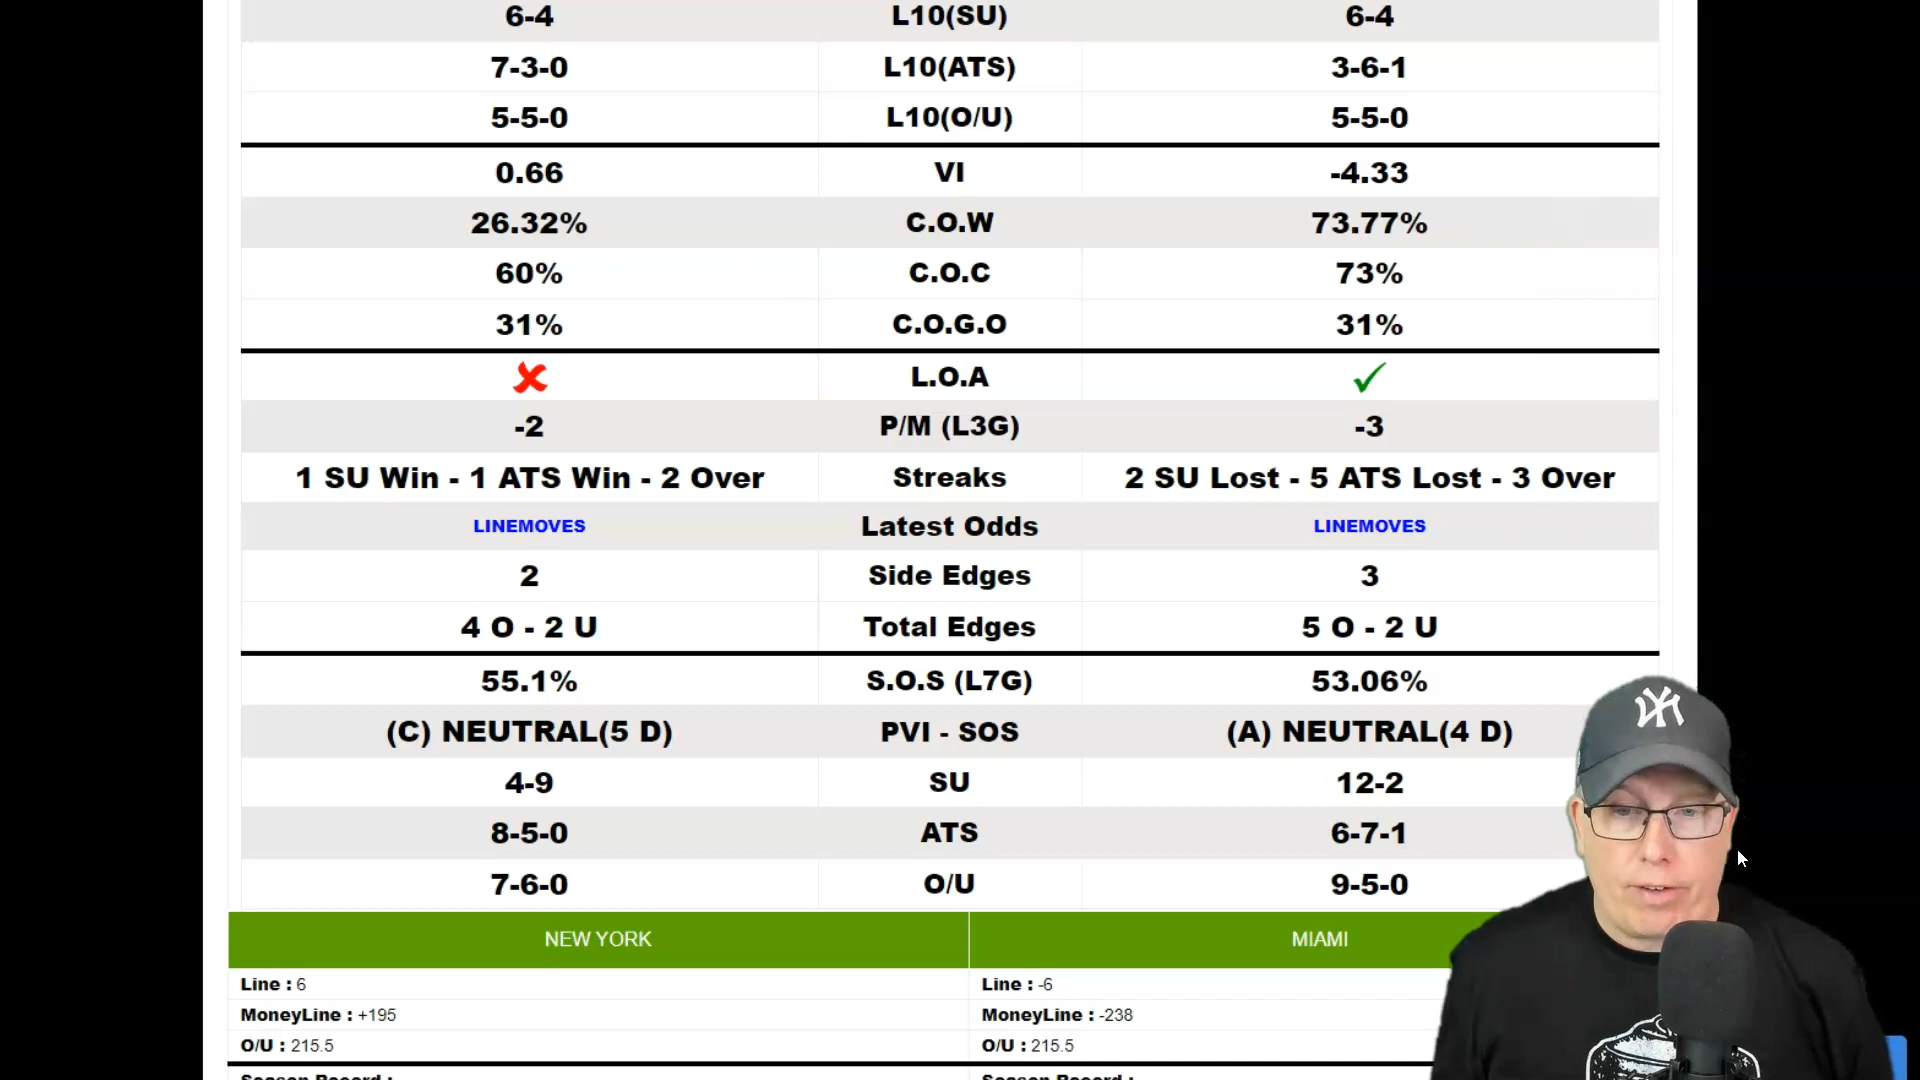 6-4 L10(SU) 6-4
7-3-0 L10(ATS) 3-6-1
5-5-0 L10(O/U) 5-5-0
0.66 VI -4.33
26.32% C.O.W 73.77%
60% C.O.C 73%
31% C.O.G.O 31%
L.O.A
-2 P/M (L3G) -3
1 SU Win - 1 ATS Win - 2 Over Streaks 2 SU Lost - 5 ATS Lost - 3 Over
LINEMOVES Latest Odds LINEMOVES
2 Side Edges 3
4 O - 2 U Total Edges 5 O - 2 U
55.1% S.O.S (L7G) 53.06%
(C) NEUTRAL(5 D) PVI - SOS (A) NEUTRAL(4 D)
4-9 SU 12-2
8-5-0 ATS 6-7-1
7-6-0 O/U 9-5-0
NEW YORK MIAMI
Line : 6 Line : -6
MoneyLine : +195 MoneyLine : -238
O/U : 215.5 O/U : 215.5
Season Record : Season Record :
NY